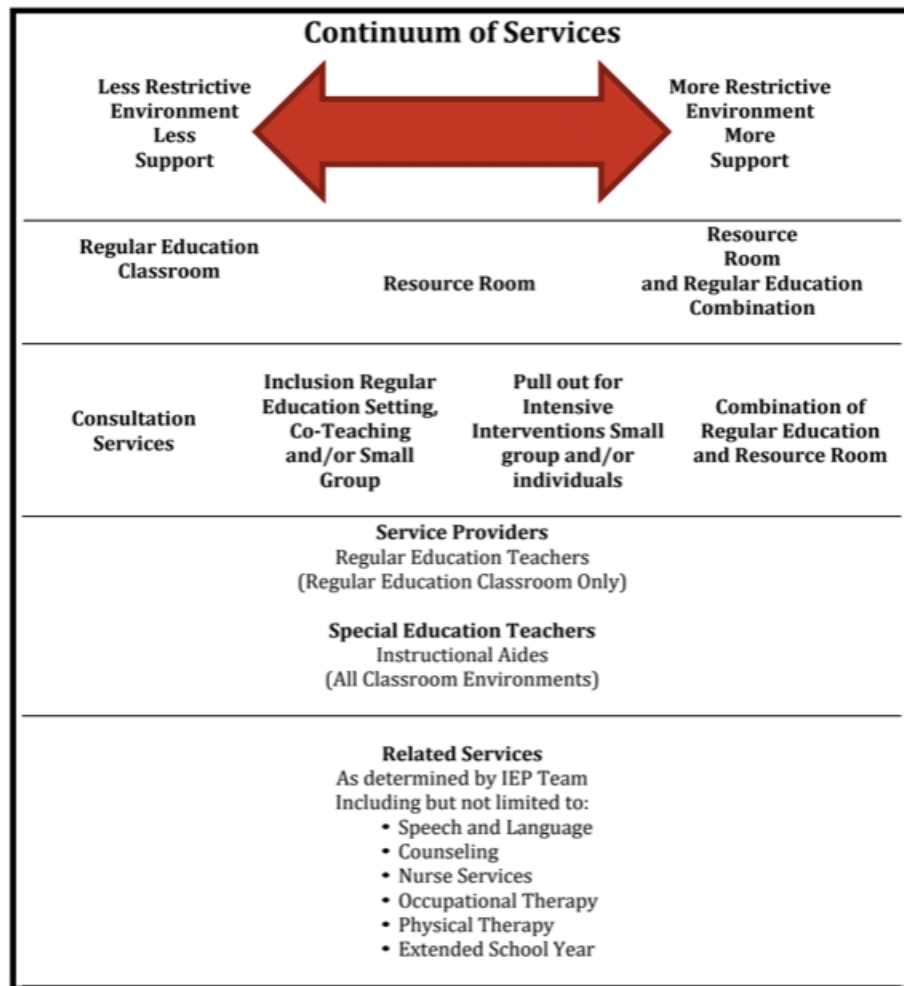 Continuum of Services
Less Restrictive
Environment
Less
Support
More Restrictive
Environment
More
Support
Regular Education
Classroom
Resource Room
Resource
Room
and Regular Education
Combination
Consultation
Services
Inclusion Regular
Education Setting,
Co-Teaching
and/or Small
Group
Pull out for
Intensive
Interventions Small
group and/or
individuals
Combination of
Regular Education
and Resource Room
Service Providers
Regular Education Teachers
(Regular Education Classroom Only)
Special Education Teachers
Instructional Aides
(All Classroom Environments)
Related Services
As determined by IEP Team
Including but not limited to:
• Speech and Language
• Counseling
• Nurse Services
• Occupational Therapy
• Physical Therapy
• Extended School Year